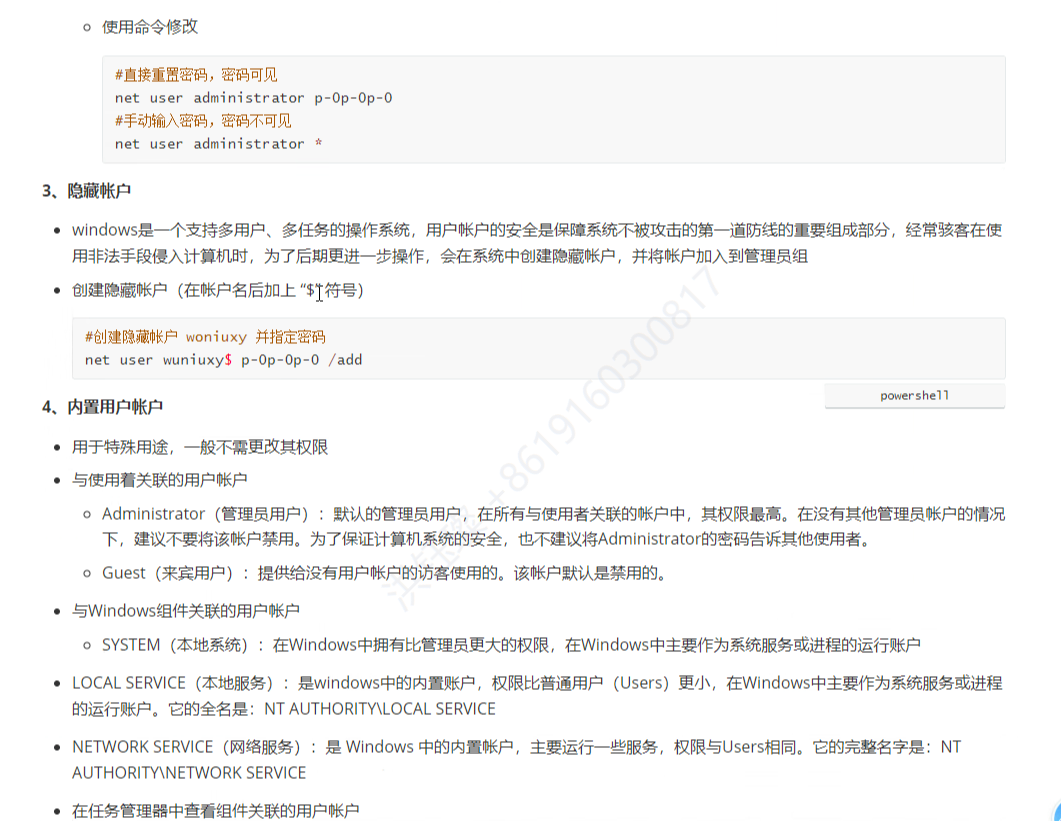 使用命令修改
#直接重置密码，密码可见
net user administrator p-0p-0p-0
#手动输入密码，密码不可见
net user administrator *
3、隐藏帐户
windows是一个支持多用户、多任务的操作系统，用户帐户的安全是保障系统不被攻击的第一道防线的重要组成部分，经常骇客在使
用非法手段侵入计算机时，为了后期更进一步操作，会在系统中创建隐藏帐户，并将帐户加入到管理员组
创建隐藏帐户（在帐户名后加上 “$” 符号）
#创建隐藏帐户 woniuxy 并指定密码
net user wuniuxy$ p-0p-0p-0 /add
powershell
4、内置用户帐户
用于特殊用途，一般不需更改其权限
与使用着关联的用户帐户
Administrator（管理员用户）：默认的管理员用户，在所有与使用者关联的帐户中，其权限最高。在没有其他管理员帐户的情况
下，建议不要将该帐户禁用。为了保证计算机系统的安全，也不建议将Administrator的密码告诉其他使用者。
Guest（来宾用户）：提供给没有用户帐户的访客使用的。该帐户默认是禁用的。
与Windows组件关联的用户帐户
SYSTEM（本地系统）：在Windows中拥有比管理员更大的权限，在Windows中主要作为系统服务或进程的运行账户
LOCAL SERVICE（本地服务）：是windows中的内置账户，权限比普通用户（Users）更小，在Windows中主要作为系统服务或进程
的运行账户。它的全名是：NT AUTHORITY\LOCAL SERVICE
NETWORK SERVICE（网络服务）：是 Windows 中的内置帐户，主要运行一些服务，权限与Users相同。它的完整名字是：NT
AUTHORITY\NETWORK SERVICE
在任务管理器中查看组件关联的用户帐户
+8619160300817